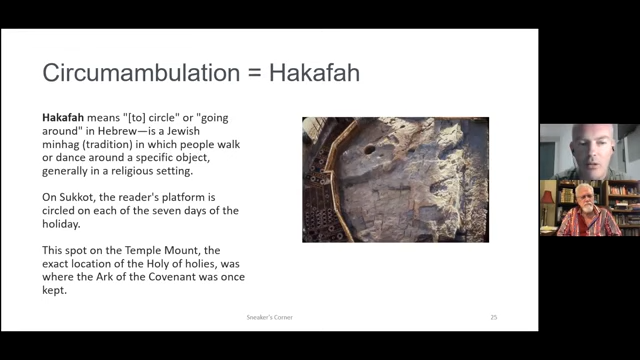 Circumambulation = Hakafah
Hakafah means "[to] circle" or "going
around" in Hebrew—is a Jewish
minhag (tradition) in which people walk
or dance around a specific object,
generally in a religious setting.
On Sukkot, the reader's platform is
circled on each of the seven days of the
holiday.
This spot on the Temple Mount, the
exact location of the Holy of holies, was
where the Ark of the Covenant was once
kept.
Sneaker's Corner
25